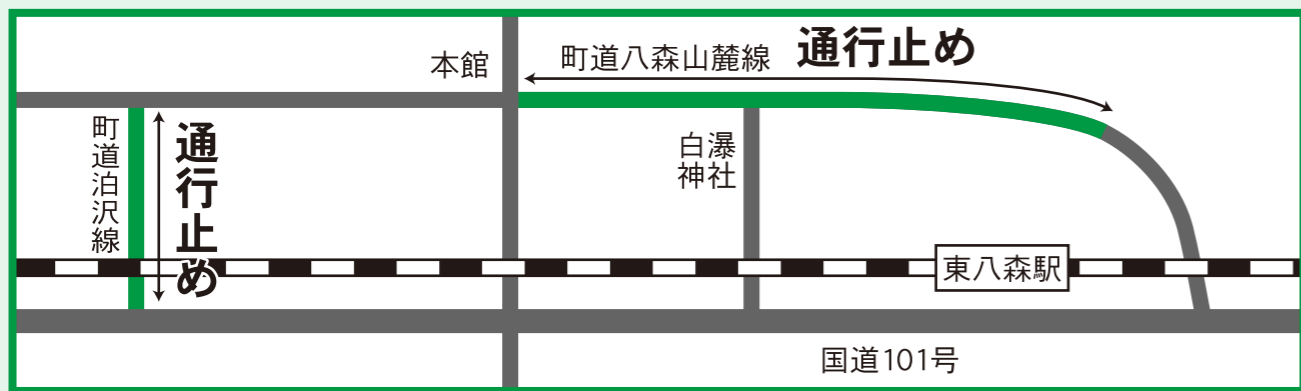 本館
町道八森山麓線
通行止め
町道泊沢線
通行止め
白瀑
神社
東八森駅
国道101号